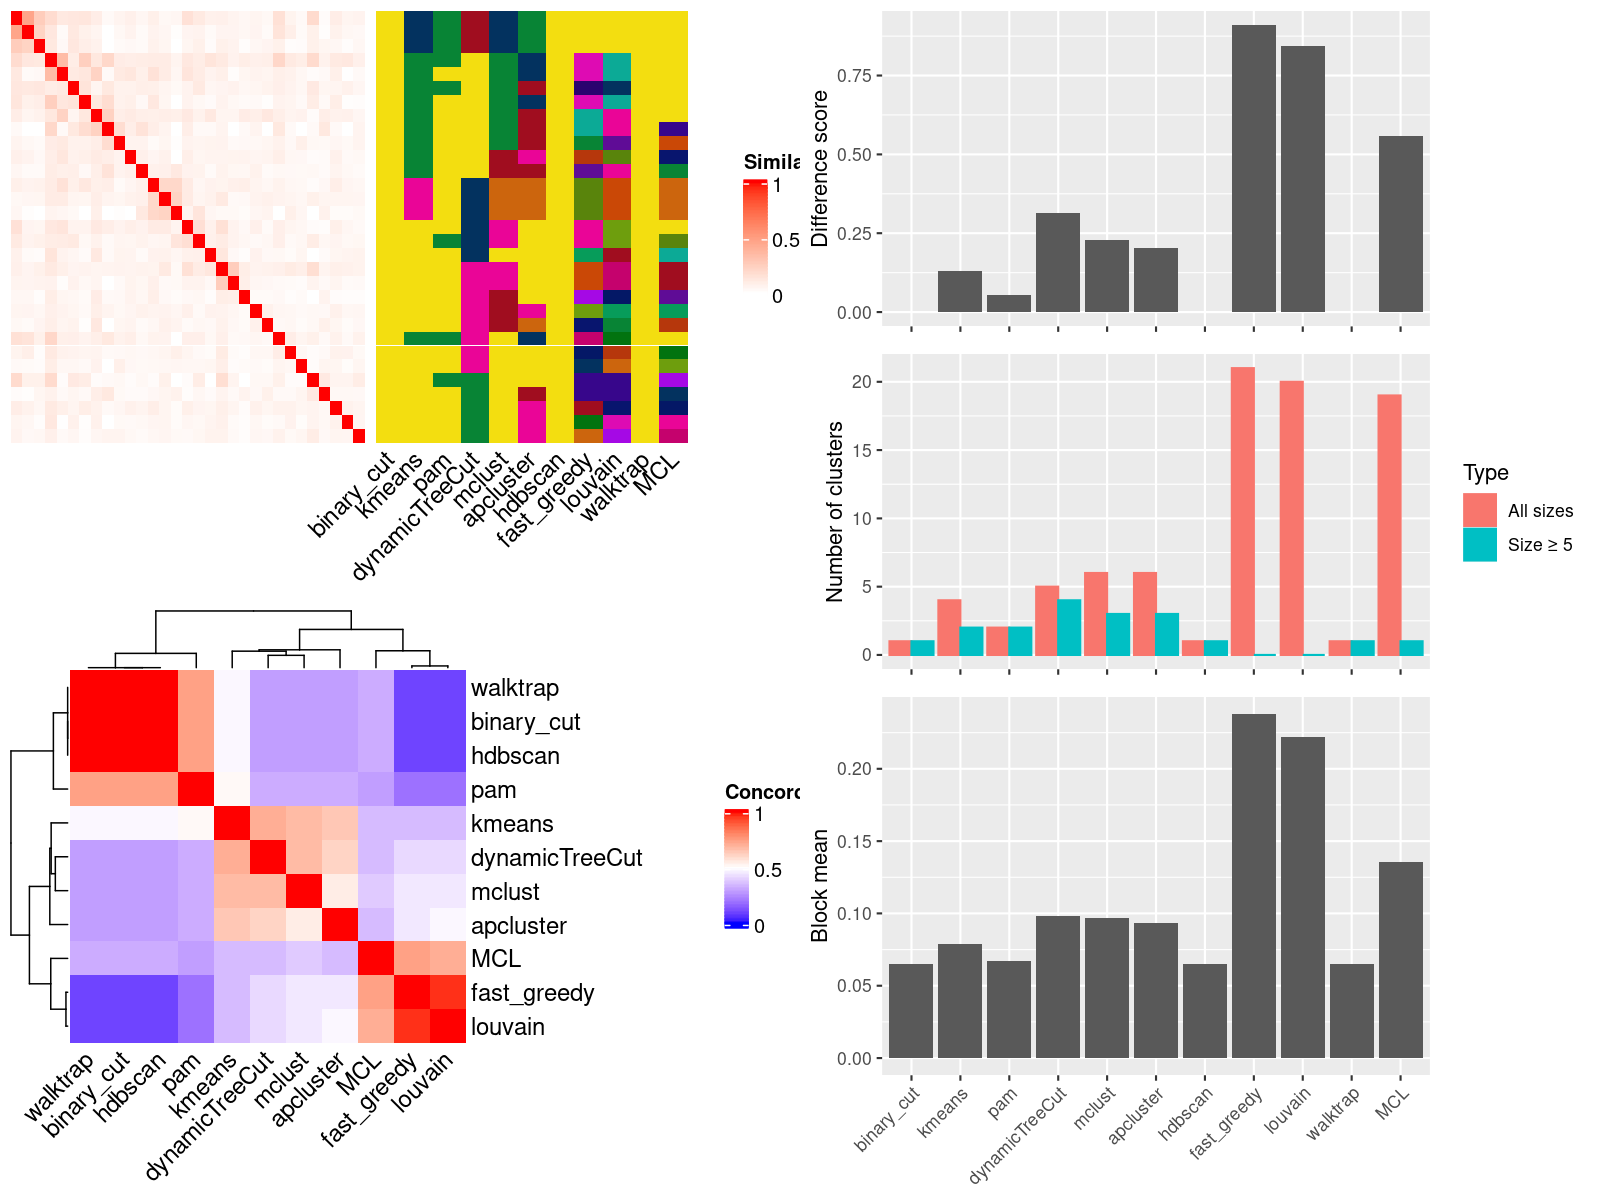 Simila
1
0.5
0
binary_cut
kmeans
pam
dynamicTreeCut
mclust
apcluster
hdbscan
fast_greedy
louvain
walktrap
MCL
walktrap
binary_cut
hdbscan
pam
kmeans
dynamicTreeCut
mclust
apcluster
MCL
fast_greedy
louvain
Concord
1
0.5
0
walktrap
binary_cut
hdbscan
pam
kmeans
dynamicTreeCut
mclust
apcluster
MCL
fast_greedy
louvain
Difference score
0.75
0.50
0.25
0.00
Number of clusters
20
15
10
5
0
Type
All sizes
Size ≥ 5
Block mean
0.20
0.15
0.10
0.05
0.00
binary_cut
kmeans
pam
dynamicTreeCut
mclust
apcluster
hdbscan
fast_greedy
louvain
walktrap
MCL